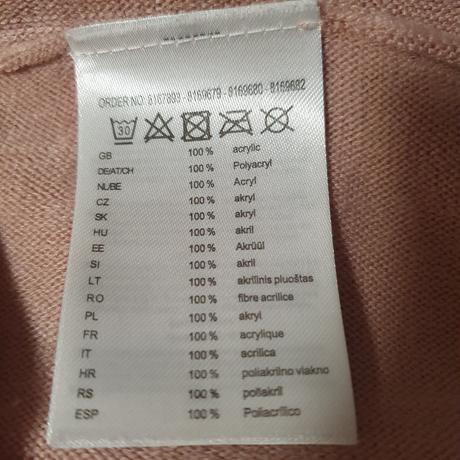 ORDER NO: 8167893 - 8169679 - 8169680 - 8169682
30
GB 100 % acrylic
DE/AT/CH 100 % Polyacryl
NL/BE 100 % Acryl
CZ 100 % akryl
SK 100 % akryl
HU 100 % akril
EE 100 % Akrüül
SI 100 % akril
LT 100 % akrilinis pluoštas
RO 100 % fibre acrilice
PL 100 % akryl
FR 100 % acrylique
IT 100 % acrilica
HR 100 % poliakrilno vlakno
RS 100 % poliakril
ESP 100 % Poliacrílico